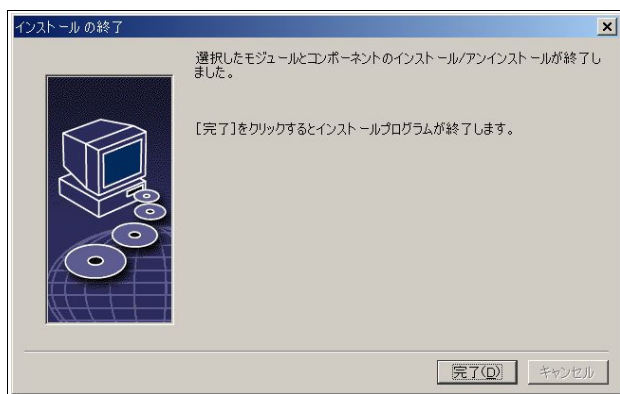 インストールの終了
選択したモジュールとコンポーネントのインストール/アンインストールが終了し
ました。
[完了]をクリックするとインストールプログラムが終了します。
完了(D)
キャンセル